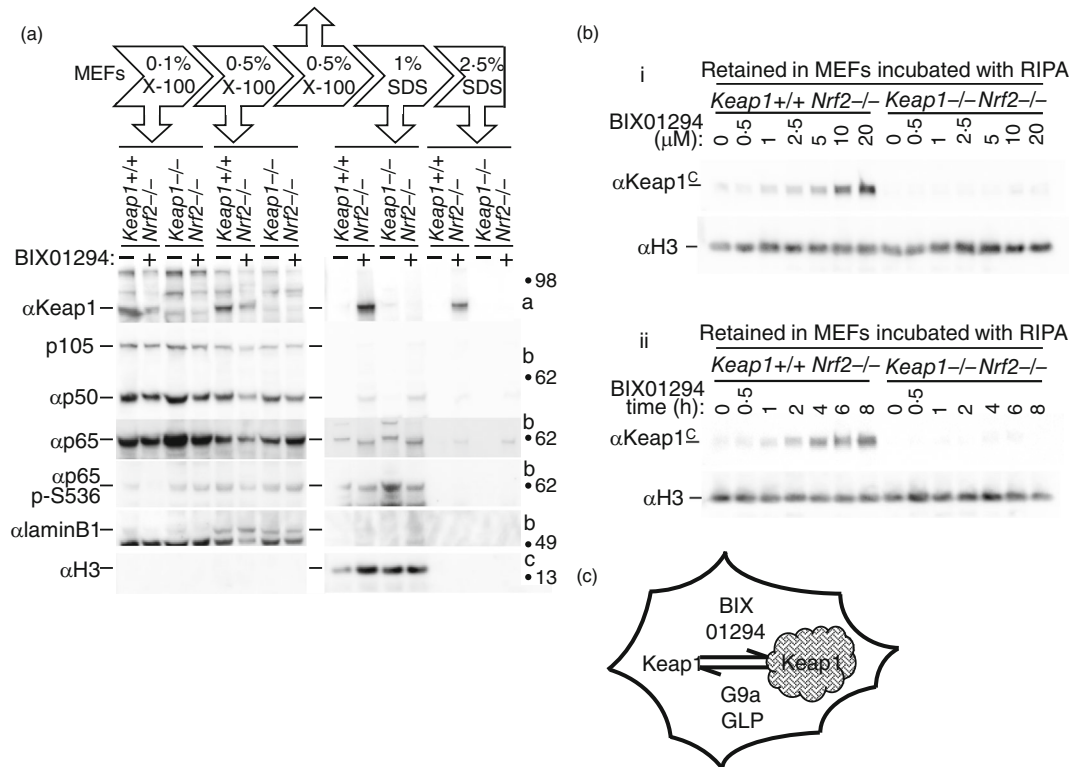 (a)
MEFs
0·1% X-100
0·5% X-100
0·5% X-100
1% SDS
2·5% SDS
Keap1+/+ Nrf2–/–
Keap1–/– Nrf2–/–
Keap1+/+ Nrf2–/–
Keap1–/– Nrf2–/–
Keap1+/+ Nrf2–/–
Keap1–/– Nrf2–/–
Keap1+/+ Nrf2–/–
Keap1–/– Nrf2–/–
BIX01294: – + – + – + – + – + – + – + – +
•98
αKeap1 a
p105
b
•62
αp50
αp65 b
•62
αp65 p-S536 b
•62
αlaminB1 b
•49
αH3 c
•13
(b)
i
Retained in MEFs incubated with RIPA
Keap1+/+ Nrf2–/– Keap1–/– Nrf2–/–
BIX01294
(μM): 0 0·5 1 2·5 5 10 20 0 0·5 1 2·5 5 10 20
αKeap1C
αH3
ii
Retained in MEFs incubated with RIPA
Keap1+/+ Nrf2–/– Keap1–/– Nrf2–/–
BIX01294
time (h): 0 0·5 1 2 4 6 8 0 0·5 1 2 4 6 8
αKeap1C
αH3
(c)
BIX
01294
Keap1 Keap1
G9a
GLP